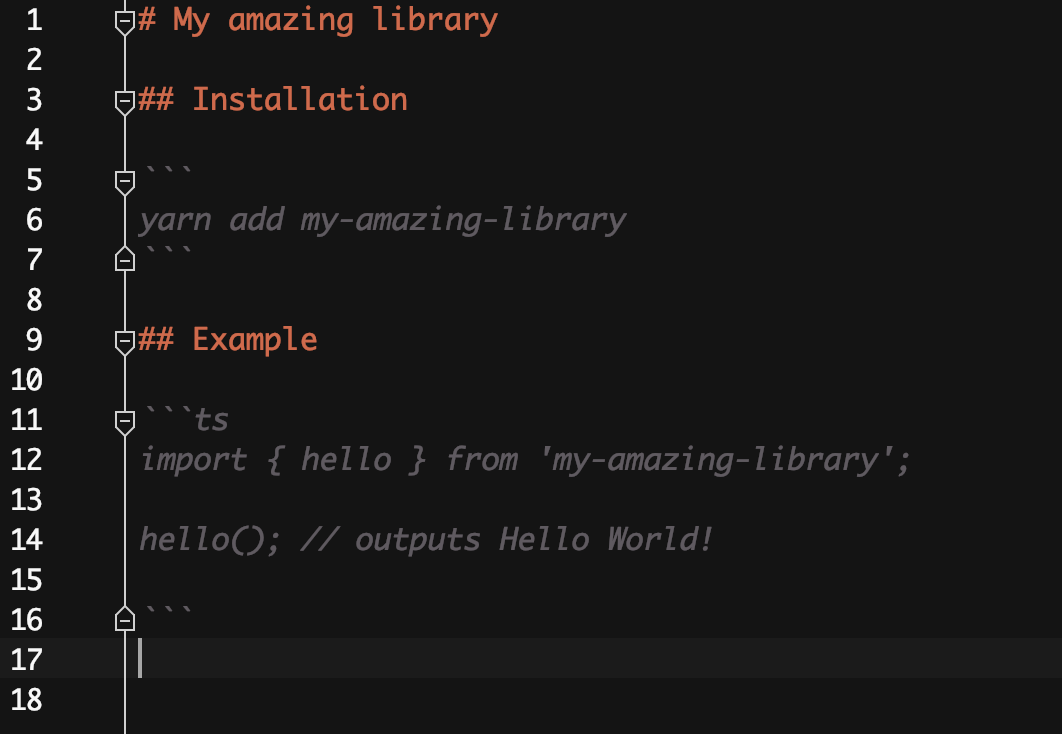 1 # My amazing library
2
3 ## Installation
4
5 ```
6 yarn add my-amazing-library
7 ```
8
9 ## Example
10
11 ```ts
12 import { hello } from 'my-amazing-library';
13
14 hello(); // outputs Hello World!
15
16 ```
17
18